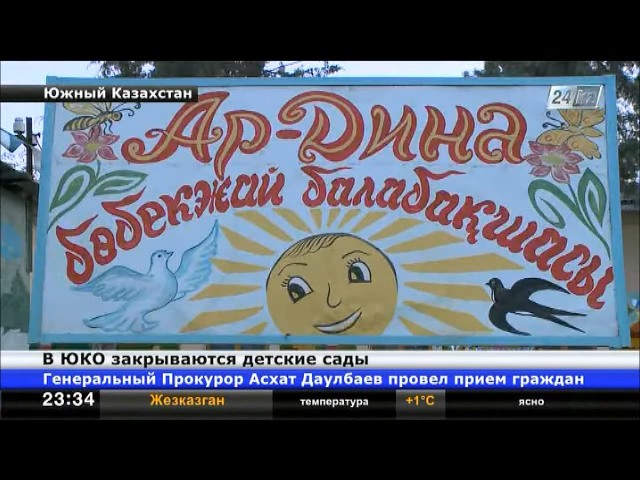 Южный Казахстан
24 kz
Ар-Дина
бөбекжай балабақшасы
В ЮКО закрываются детские сады
Генеральный Прокурор Асхат Даулбаев провел прием граждан
23:34 Жезказган температура +1°C ясно